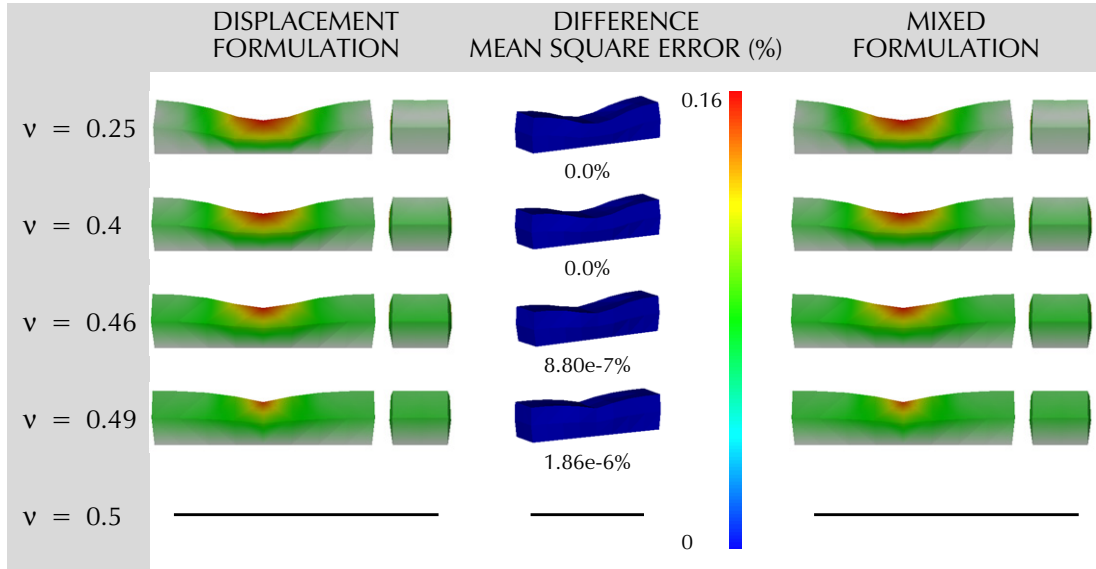 DISPLACEMENT
FORMULATION
DIFFERENCE
MEAN SQUARE ERROR (%)
MIXED
FORMULATION
ν = 0.25
0.0%
0.16
ν = 0.4
0.0%
ν = 0.46
8.80e-7%
ν = 0.49
1.86e-6%
ν = 0.5
0